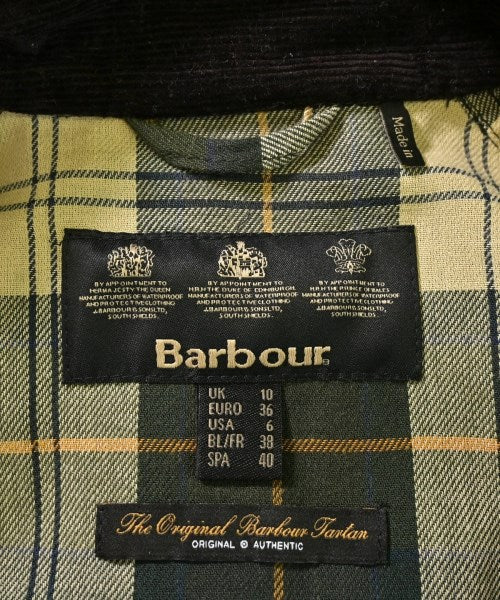 Made in
BY APPOINTMENT TO
HER MAJESTY THE QUEEN
MANUFACTURERS OF WATERPROOF
AND PROTECTIVE CLOTHING
J.BARBOUR & SONS LTD,
SOUTH SHIELDS.
BY APPOINTMENT TO
H.R.H THE DUKE OF EDINBURGH
MANUFACTURERS OF WATERPROOF
AND PROTECTIVE CLOTHING
J.BARBOUR & SONS LTD,
SOUTH SHIELDS.
BY APPOINTMENT TO
H.R.H THE PRINCE OF WALES
MANUFACTURERS OF WATERPROOF
AND PROTECTIVE CLOTHING
J.BARBOUR & SONS LTD,
SOUTH SHIELDS.
Barbour®
UK 10
EURO 36
USA 6
BL/FR 38
SPA 40
The Original Barbour Tartan
ORIGINAL © AUTHENTIC